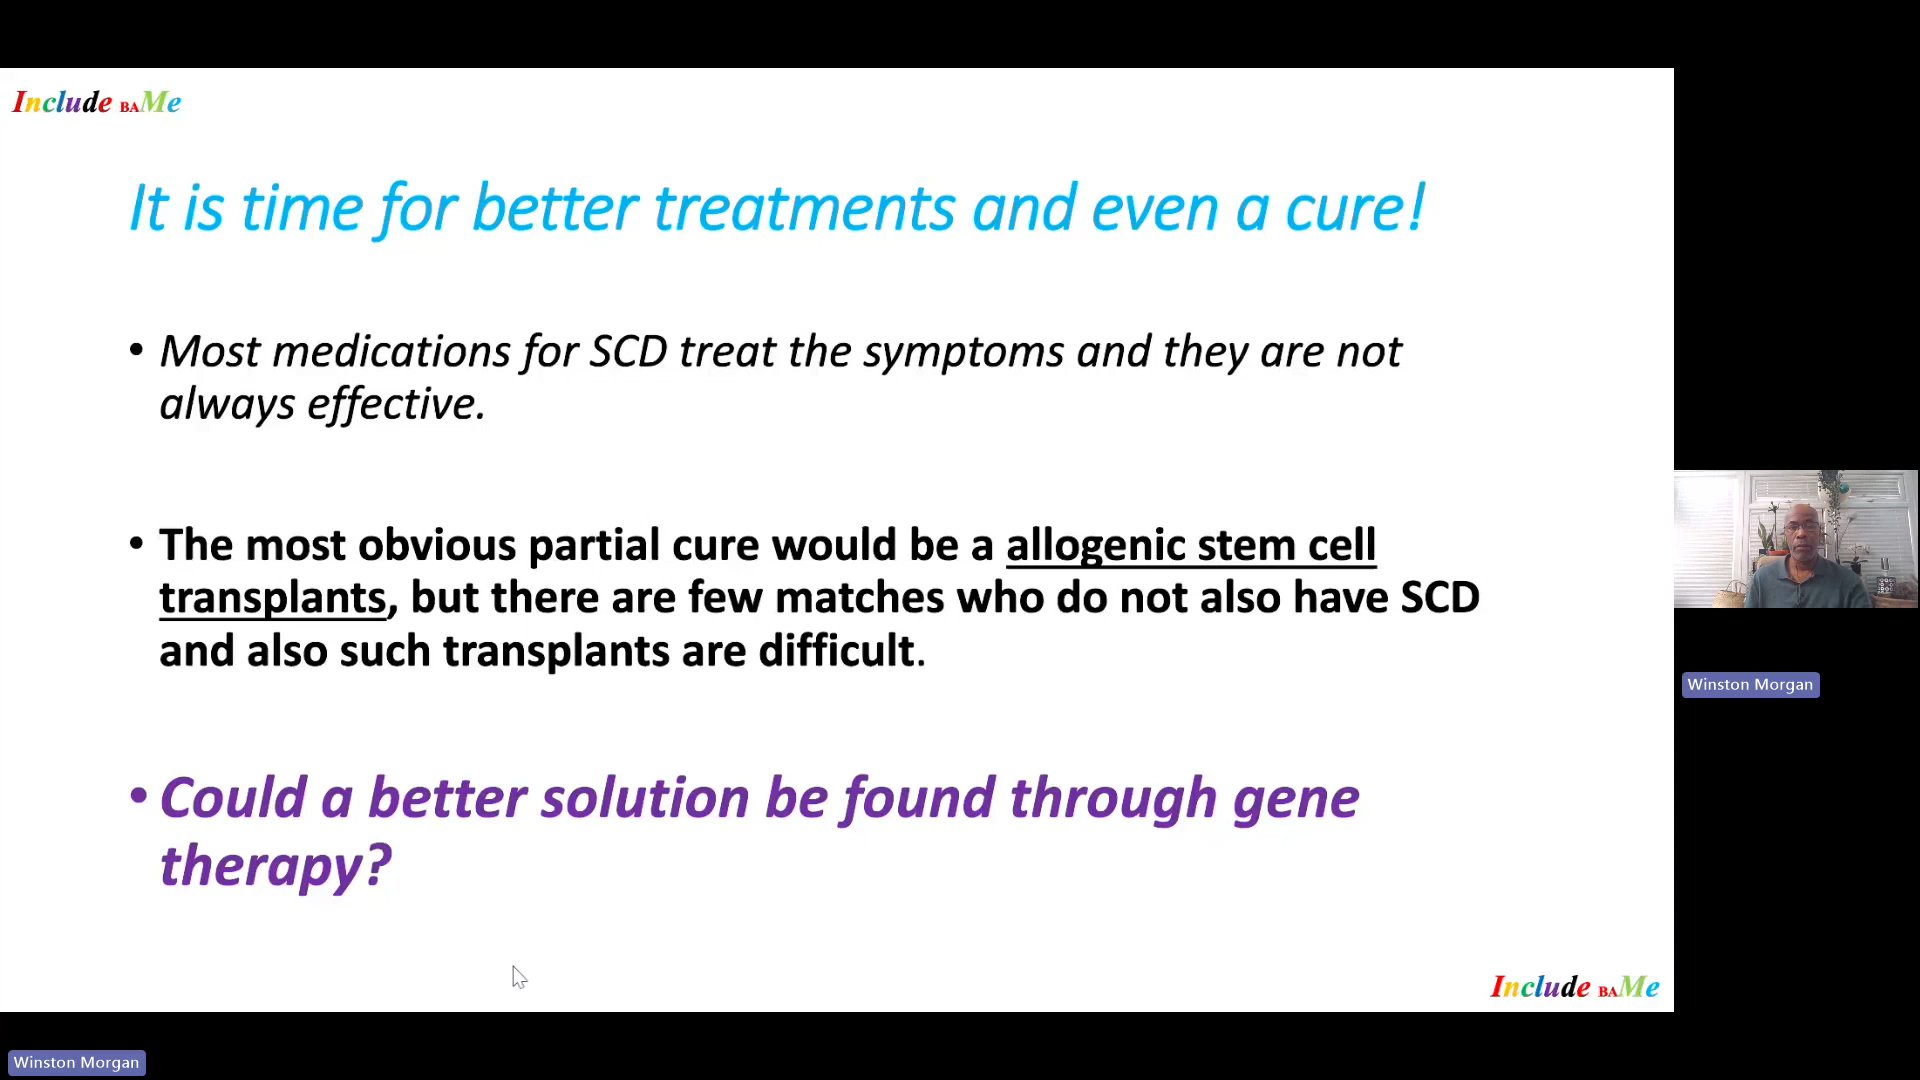 Include BAMe
It is time for better treatments and even a cure!
• Most medications for SCD treat the symptoms and they are not
always effective.
• The most obvious partial cure would be a allogenic stem cell
transplants, but there are few matches who do not also have SCD
and also such transplants are difficult.
• Could a better solution be found through gene
therapy?
Include BAMe
Winston Morgan
Winston Morgan